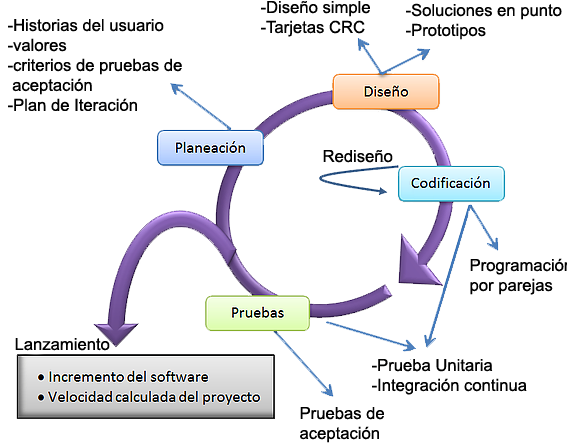 -Diseño simple
-Tarjetas CRC
-Soluciones en punto
-Prototipos
-Historias del usuario
-valores
-criterios de pruebas de
aceptación
-Plan de Iteración
Diseño
Planeación
Rediseño
Codificación
Programación
por parejas
Pruebas
Lanzamiento
• Incremento del software
• Velocidad calculada del proyecto
-Prueba Unitaria
-Integración continua
Pruebas de
aceptación